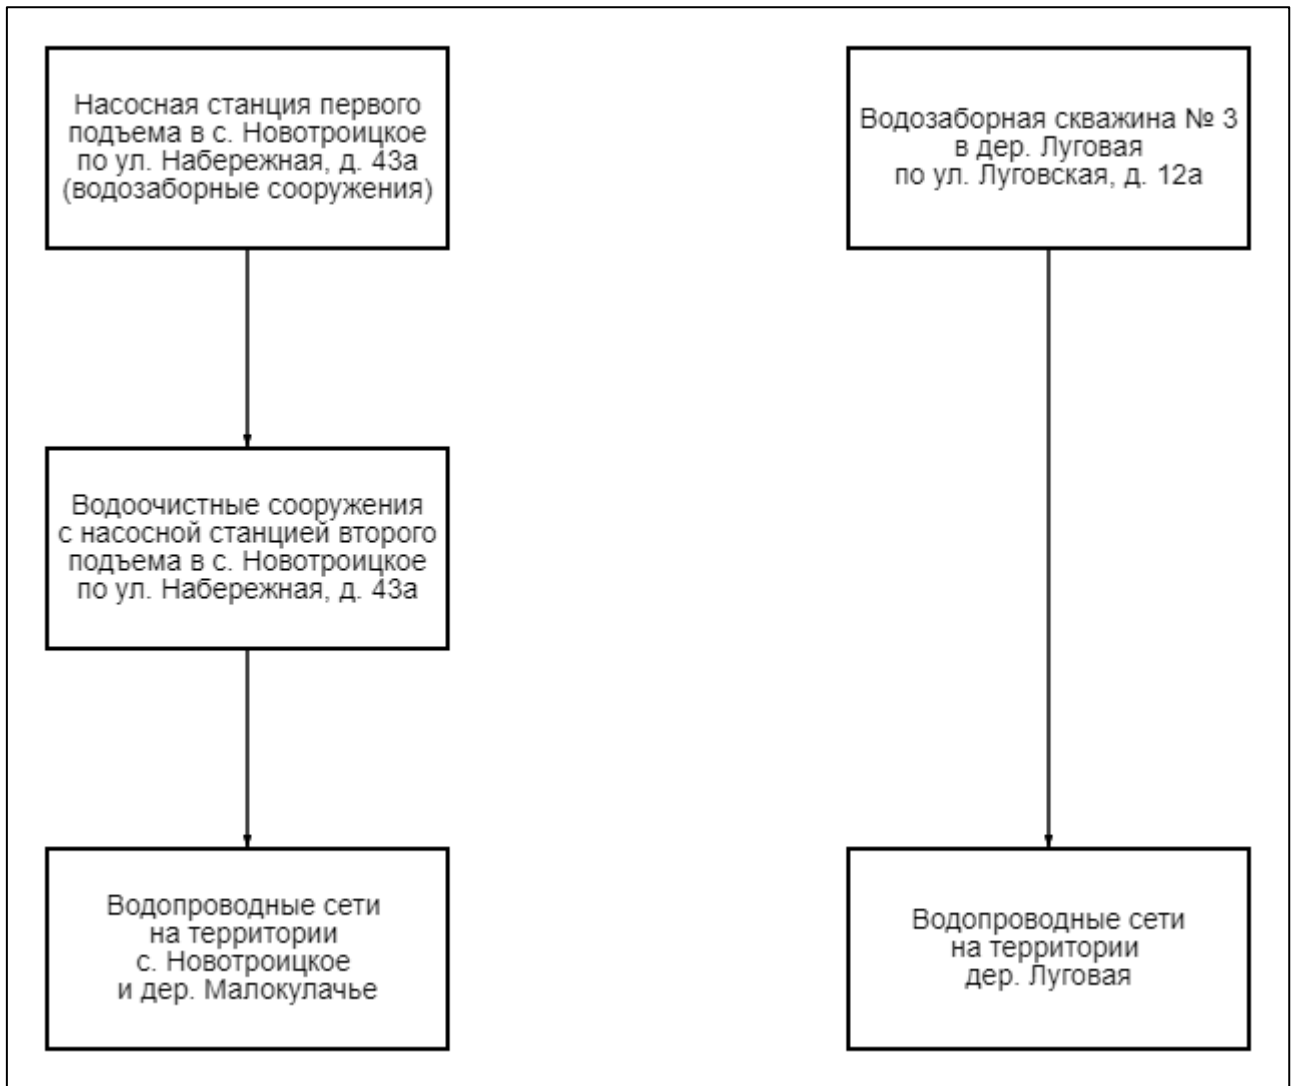 Насосная станция первого
подъема в с. Новотроицкое
по ул. Набережная, д. 43а
(водозаборные сооружения)
Водозаборная скважина № 3
в дер. Луговая
по ул. Луговская, д. 12а
Водоочистные сооружения
с насосной станцией второго
подъема в с. Новотроицкое
по ул. Набережная, д. 43а
Водопроводные сети
на территории
с. Новотроицкое
и дер. Малокулачье
Водопроводные сети
на территории
дер. Луговая